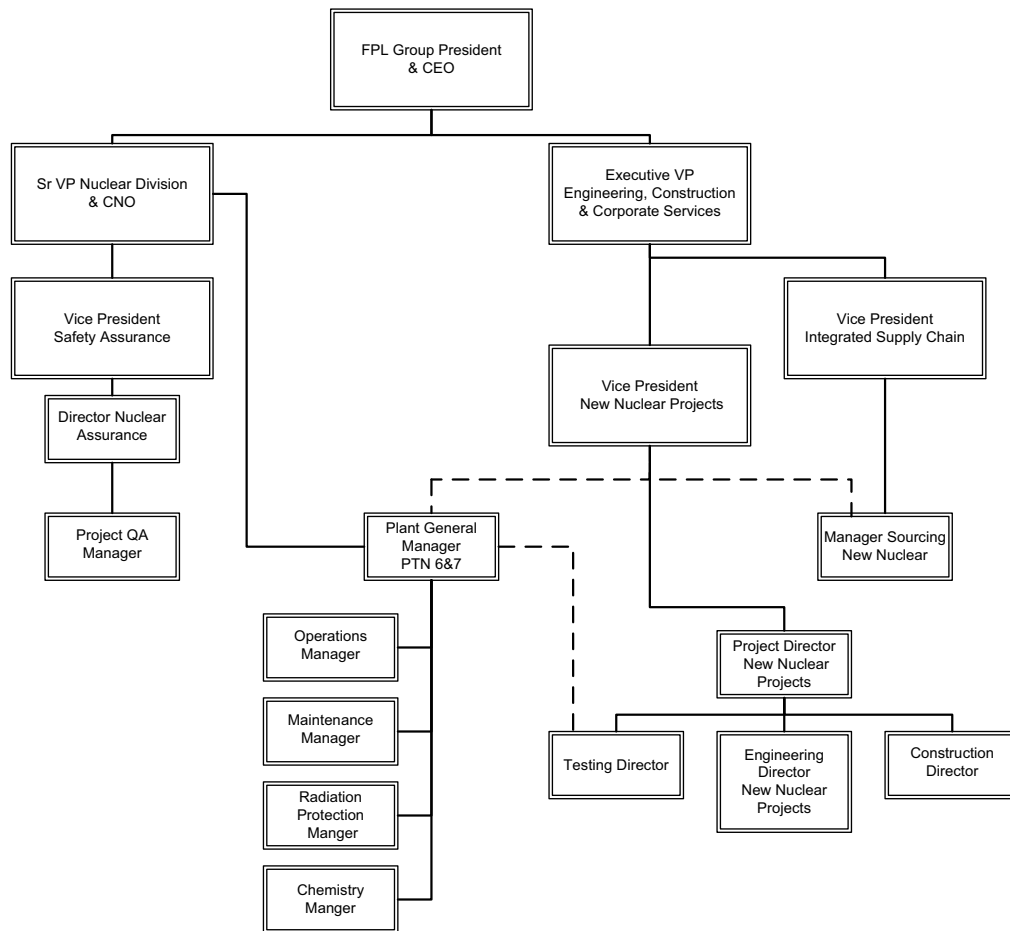 FPL Group President
& CEO
Sr VP Nuclear Division
& CNO
Executive VP
Engineering, Construction
& Corporate Services
Vice President
Safety Assurance
Vice President
Integrated Supply Chain
Vice President
New Nuclear Projects
Director Nuclear
Assurance
Project QA
Manager
Plant General
Manager
PTN 6&7
Manager Sourcing
New Nuclear
Operations
Manager
Project Director
New Nuclear
Projects
Maintenance
Manager
Testing Director
Engineering
Director
New Nuclear
Projects
Construction
Director
Radiation
Protection
Manger
Chemistry
Manger